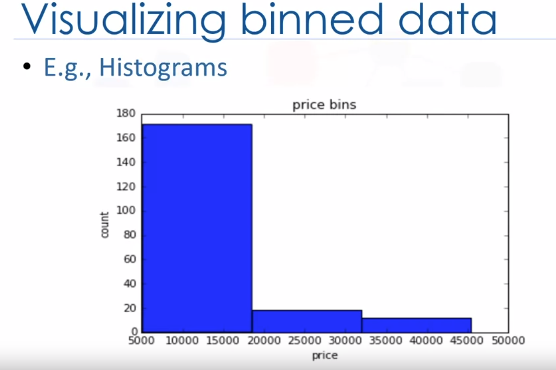 Visualizing binned data
• E.g., Histograms
price bins
180
160
140
120
100
80
60
40
20
0
count
5000 10000 15000 20000 25000 30000 35000 40000 45000 50000
price